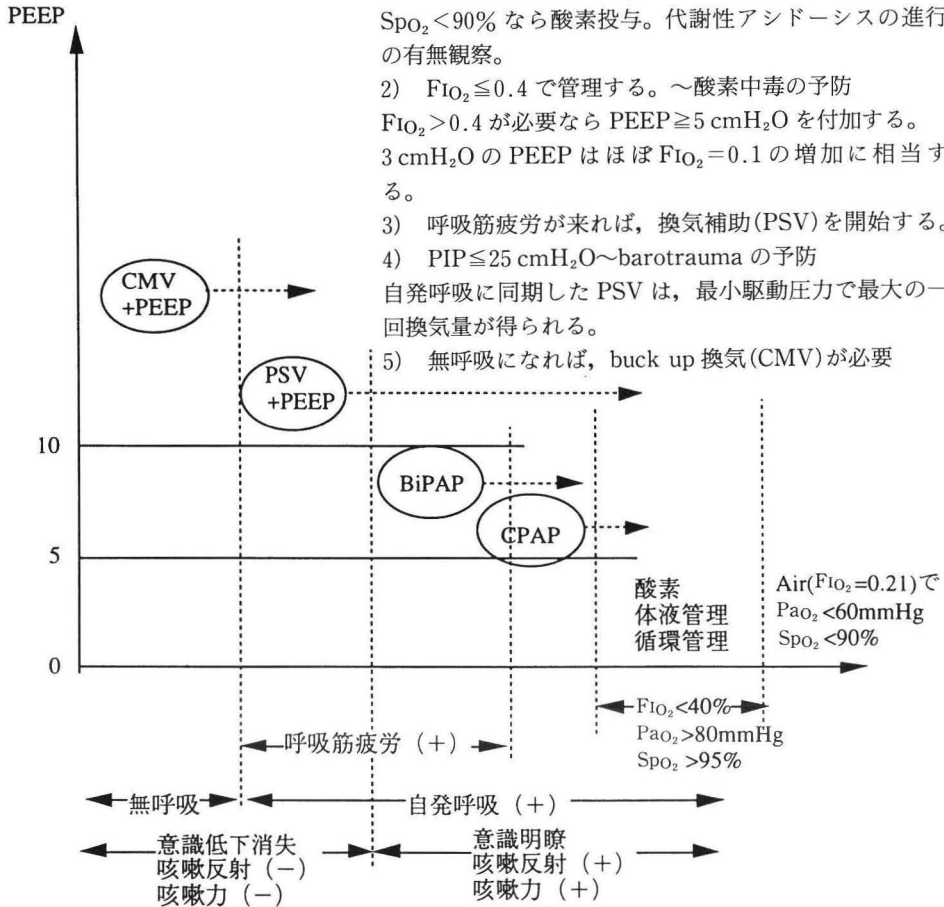 PEEP
SpO₂<90% なら酸素投与。代謝性アシドーシスの進行
の有無観察。
2) FIO₂≦0.4 で管理する。～酸素中毒の予防
FIO₂>0.4 が必要なら PEEP≧5 cmH₂O を付加する。
3 cmH₂O の PEEP はほぼ FIO₂=0.1 の増加に相当す
る。
3) 呼吸筋疲労が来れば，換気補助(PSV)を開始する。
4) PIP≦25 cmH₂O～barotrauma の予防
自発呼吸に同期した PSV は，最小駆動圧力で最大の一
回換気量が得られる。
5) 無呼吸になれば，buck up 換気(CMV)が必要
CMV
+PEEP
PSV
+PEEP
10
BiPAP
CPAP
5
酸素
体液管理
循環管理
Air(FIO₂=0.21)で
PaO₂<60mmHg
SpO₂<90%
0
FIO₂<40%
PaO₂>80mmHg
SpO₂>95%
呼吸筋疲労（+）
無呼吸
自発呼吸（+）
意識低下消失
咳嗽反射（−）
咳嗽力（−）
意識明瞭
咳嗽反射（+）
咳嗽力（+）